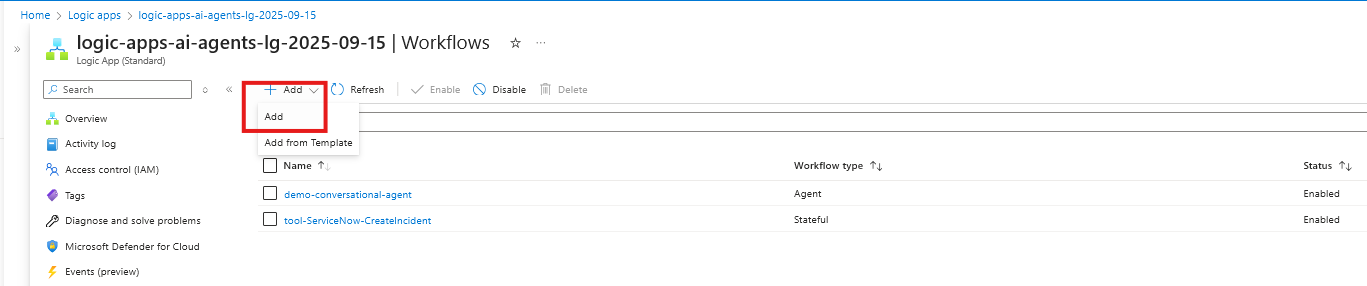 Home > Logic apps > logic-apps-ai-agents-lg-2025-09-15
logic-apps-ai-agents-lg-2025-09-15 | Workflows
Logic App (Standard)
Search
Add Refresh Enable Disable Delete
Add
Add from Template
Name Workflow type Status
demo-conversational-agent Agent Enabled
tool-ServiceNow-CreateIncident Stateful Enabled
Overview
Activity log
Access control (IAM)
Tags
Diagnose and solve problems
Microsoft Defender for Cloud
Events (preview)